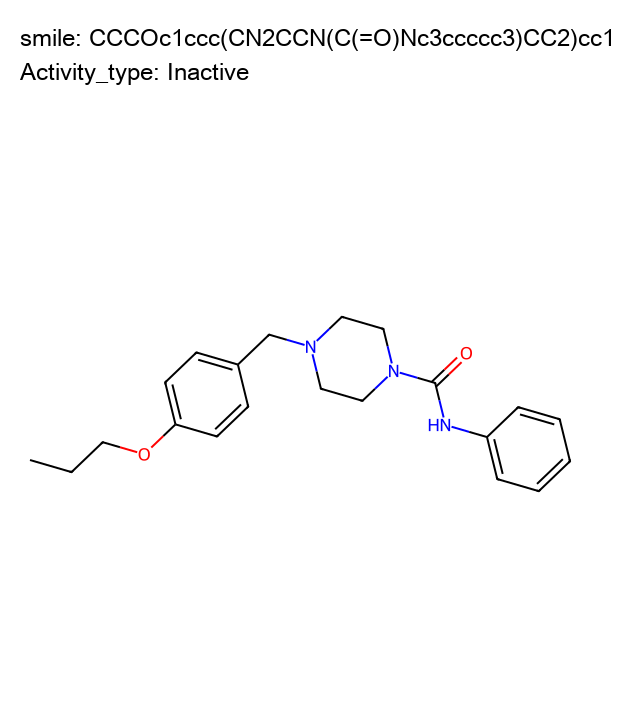 smile: CCCOc1ccc(CN2CCN(C(=O)Nc3ccccc3)CC2)cc1
Activity_type: Inactive
N
O
N
HN
O